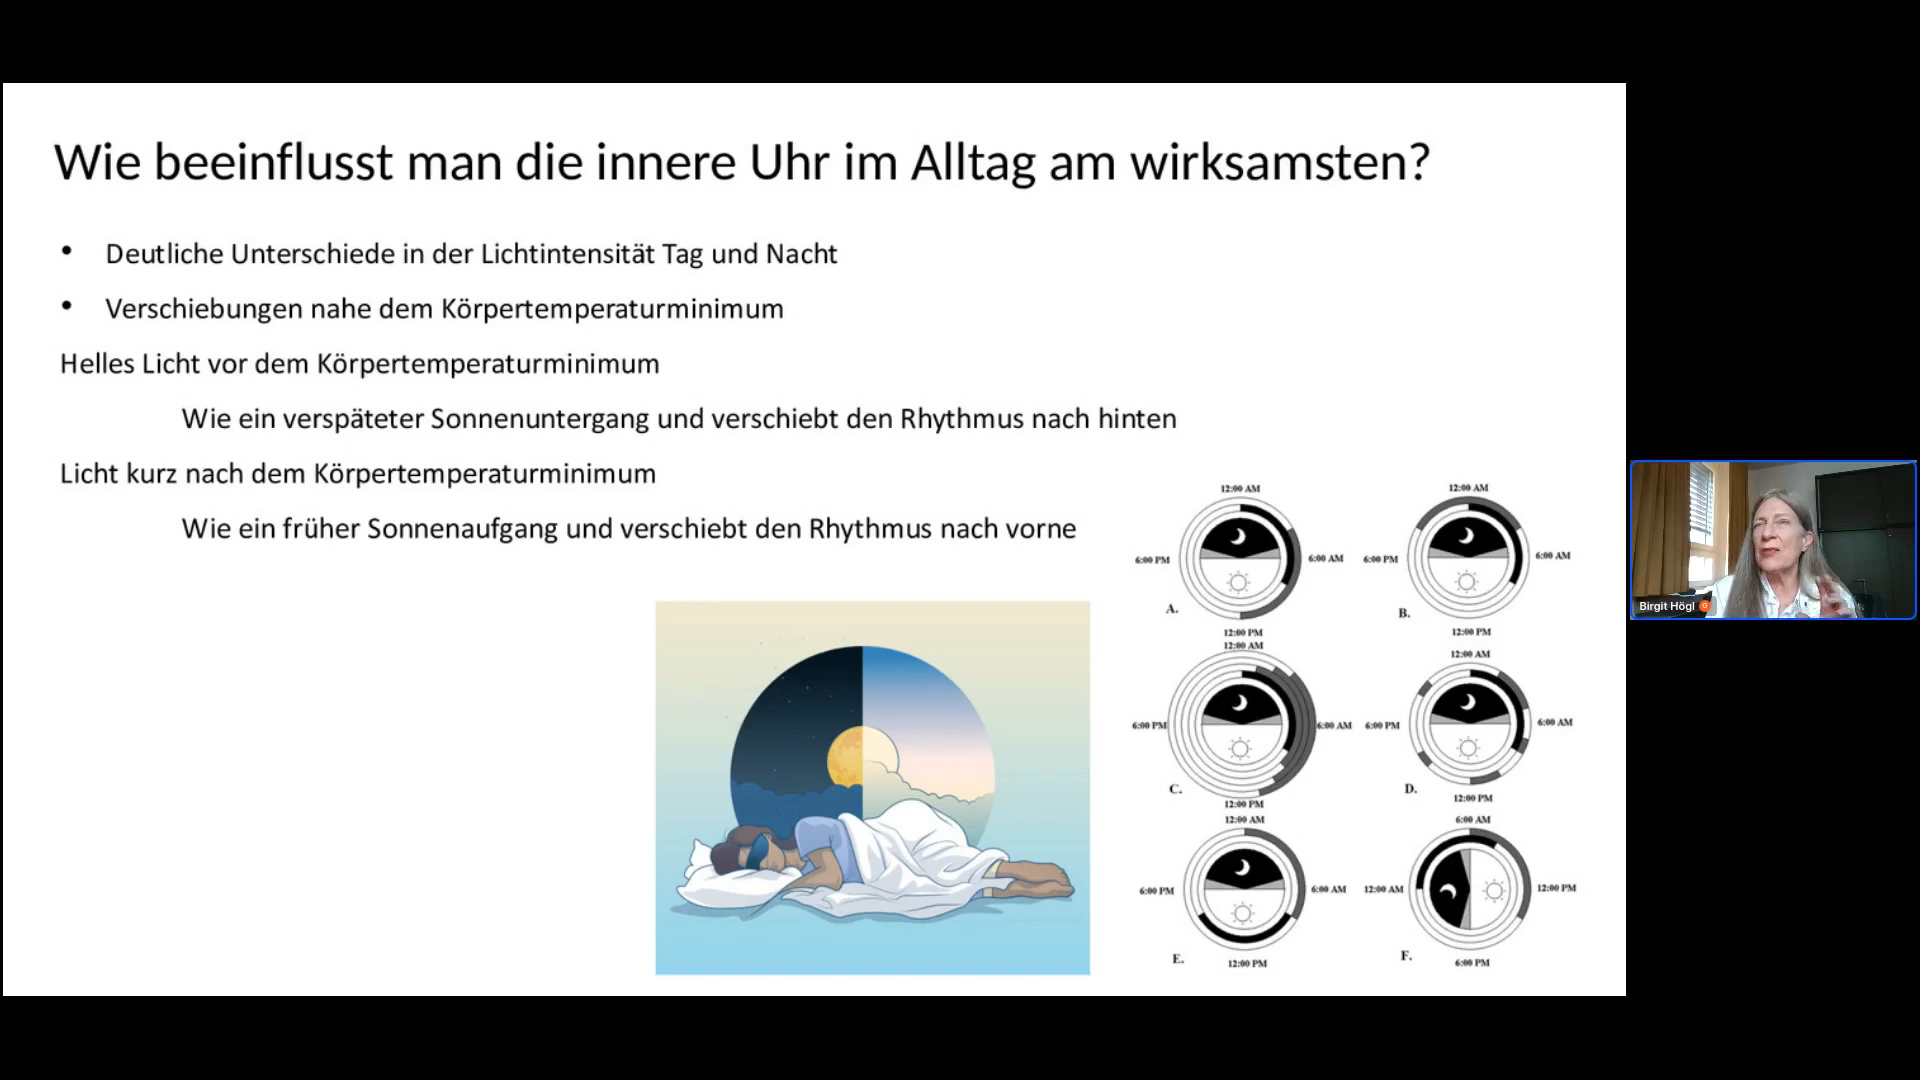 Wie beeinflusst man die innere Uhr im Alltag am wirksamsten?
• Deutliche Unterschiede in der Lichtintensität Tag und Nacht
• Verschiebungen nahe dem Körpertemperaturminimum
Helles Licht vor dem Körpertemperaturminimum
Wie ein verspäteter Sonnenuntergang und verschiebt den Rhythmus nach hinten
Licht kurz nach dem Körpertemperaturminimum
Wie ein früher Sonnenaufgang und verschiebt den Rhythmus nach vorne
12:00 AM
6:00 PM
6:00 AM
A.
12:00 PM
12:00 AM
6:00 PM
6:00 AM
B.
12:00 PM
12:00 AM
6:00 PM
6:00 AM
C.
12:00 PM
12:00 AM
6:00 PM
6:00 AM
D.
12:00 PM
12:00 AM
6:00 PM
6:00 AM
E.
12:00 PM
6:00 AM
12:00 AM
12:00 PM
F.
6:00 PM
Birgit Högl